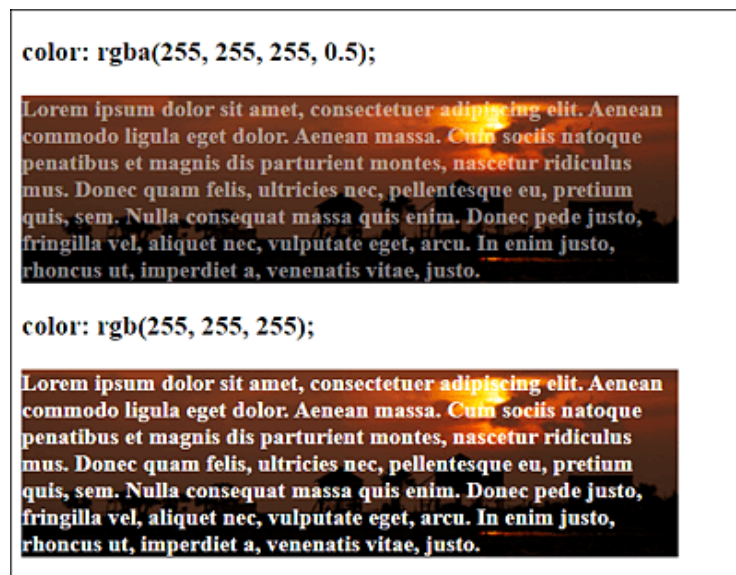 color: rgba(255, 255, 255, 0.5);
Lorem ipsum dolor sit amet, consectetuer adipiscing elit. Aenean
commodo ligula eget dolor. Aenean massa. Cum sociis natoque
penatibus et magnis dis parturient montes, nascetur ridiculus
mus. Donec quam felis, ultricies nec, pellentesque eu, pretium
quis, sem. Nulla consequat massa quis enim. Donec pede justo,
fringilla vel, aliquet nec, vulputate eget, arcu. In enim justo,
rhoncus ut, imperdiet a, venenatis vitae, justo.
color: rgb(255, 255, 255);
Lorem ipsum dolor sit amet, consectetuer adipiscing elit. Aenean
commodo ligula eget dolor. Aenean massa. Cum sociis natoque
penatibus et magnis dis parturient montes, nascetur ridiculus
mus. Donec quam felis, ultricies nec, pellentesque eu, pretium
quis, sem. Nulla consequat massa quis enim. Donec pede justo,
fringilla vel, aliquet nec, vulputate eget, arcu. In enim justo,
rhoncus ut, imperdiet a, venenatis vitae, justo.